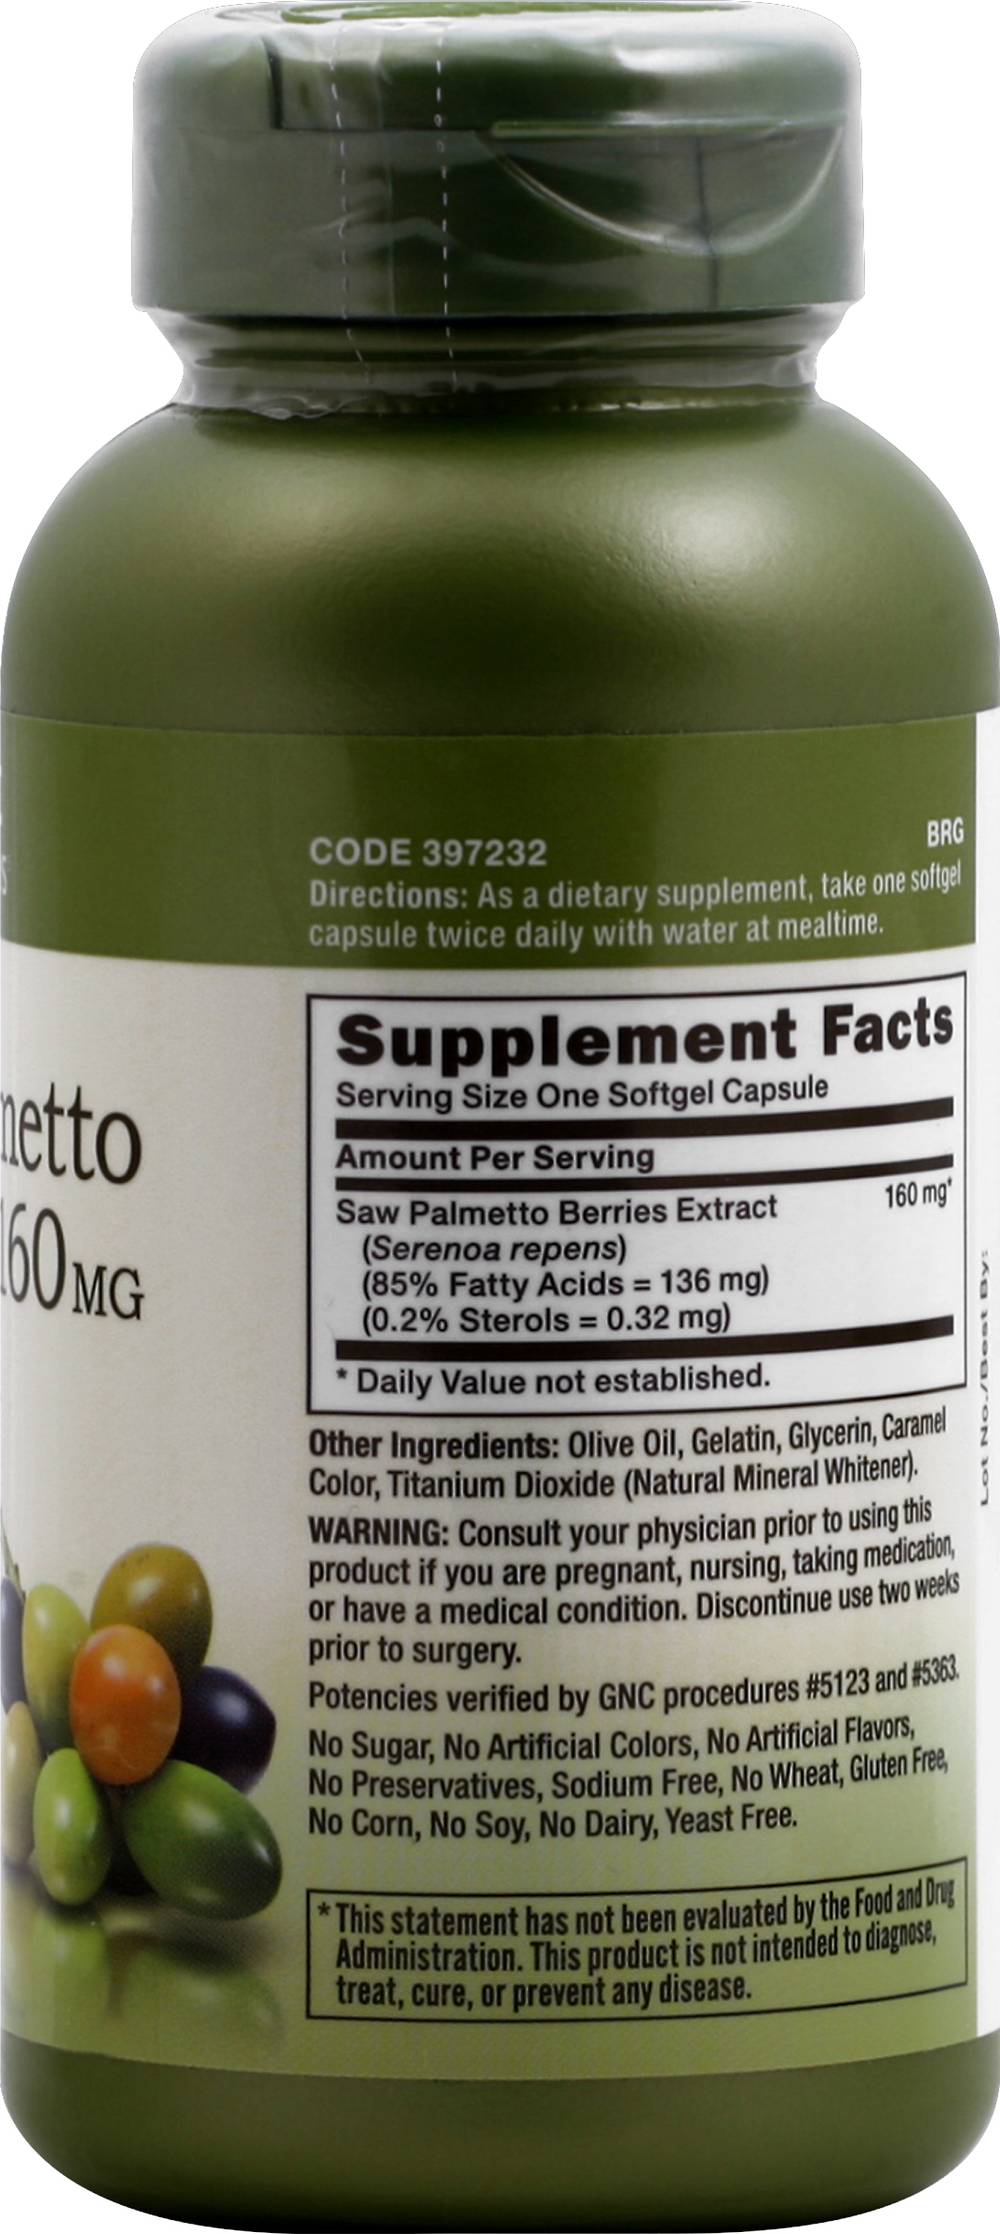 CODE 397232
BRG
Directions: As a dietary supplement, take one softgel
capsule twice daily with water at mealtime.
Supplement Facts
Serving Size One Softgel Capsule
Amount Per Serving
Saw Palmetto Berries Extract 160 mg*
(Serenoa repens)
(85% Fatty Acids = 136 mg)
(0.2% Sterols = 0.32 mg)
* Daily Value not established.
Other Ingredients: Olive Oil, Gelatin, Glycerin, Caramel
Color, Titanium Dioxide (Natural Mineral Whitener).
WARNING: Consult your physician prior to using this
product if you are pregnant, nursing, taking medication,
or have a medical condition. Discontinue use two weeks
prior to surgery.
Potencies verified by GNC procedures #5123 and #5363.
No Sugar, No Artificial Colors, No Artificial Flavors,
No Preservatives, Sodium Free, No Wheat, Gluten Free,
No Corn, No Soy, No Dairy, Yeast Free.
*This statement has not been evaluated by the Food and Drug
Administration. This product is not intended to diagnose,
treat, cure, or prevent any disease.
netto
160 MG
Lot No./Best By: